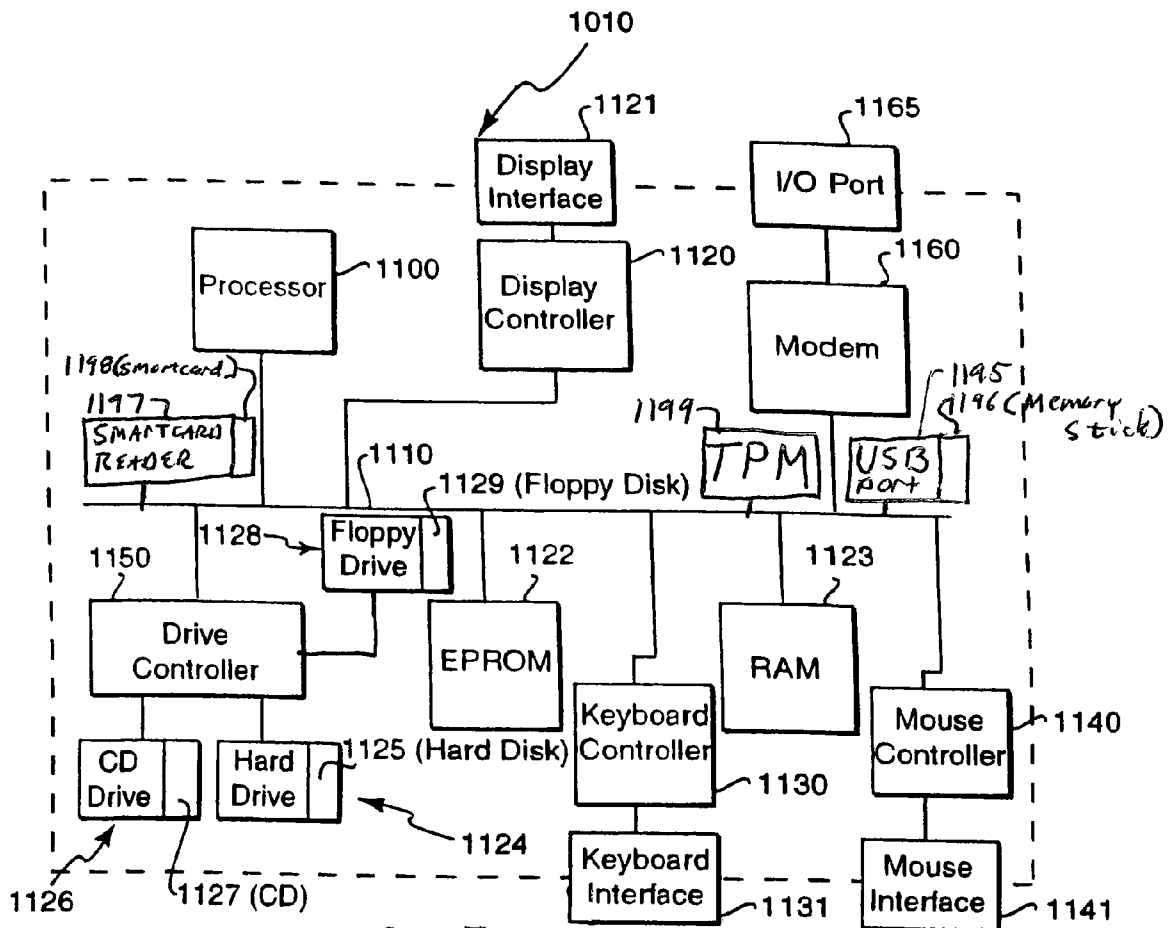 1010
1121
Display
Interface
1165
I/O Port
1100
Processor
1120
Display
Controller
1160
Modem
1198 (smartcard)
1197
SMARTCARD
READER
1199
TPM
1195
1196 (Memory
stick)
USB
port
1110
1129 (Floppy Disk)
1128
Floppy
Drive
1150
Drive
Controller
1122
EPROM
1123
RAM
Keyboard
Controller
1130
Mouse
Controller
1140
CD
Drive
Hard
Drive
1125 (Hard Disk)
1124
1126
1127 (CD)
Keyboard
Interface
1131
Mouse
Interface
1141